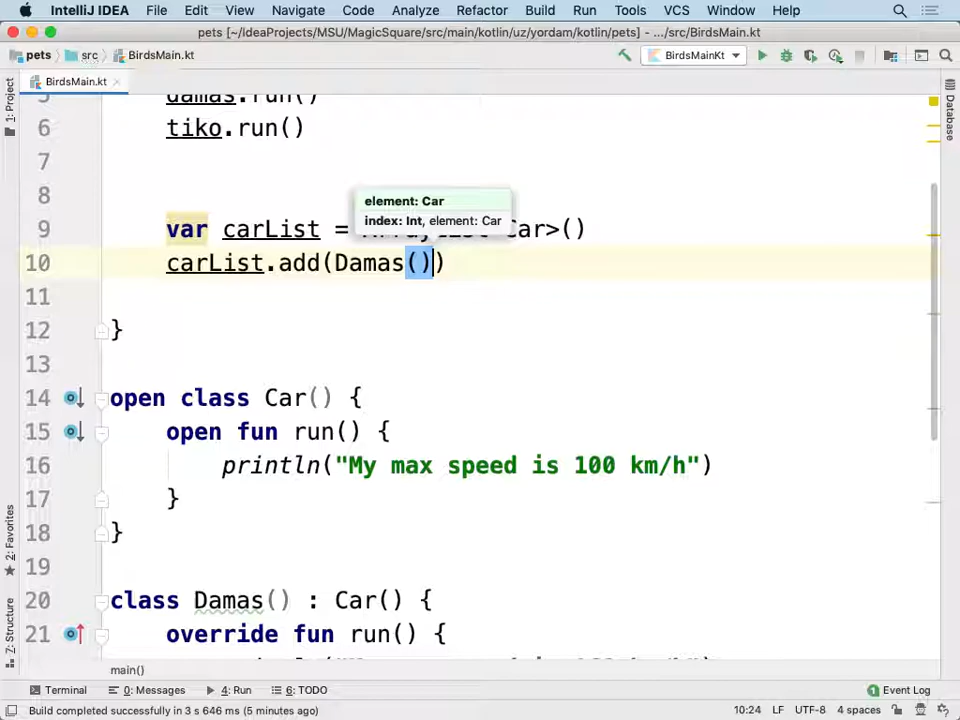 IntelliJ IDEA File Edit View Navigate Code Analyze Refactor Build Run Tools VCS Window Help
pets [~/IdeaProjects/MSU/MagicSquare/src/main/kotlin/uz/yordam/kotlin/pets] - .../src/BirdsMain.kt
pets src BirdsMain.kt BirdsMainKt
BirdsMain.kt
1: Project
Database
2: Favorites
7: Structure
5 damas.run()
6 tiko.run()
7
8
element: Car
index: Int, element: Car
9 var carList = Car>()
10 carList.add(Damas())
11
12 }
13
14 open class Car() {
15 open fun run() {
16 println("My max speed is 100 km/h")
17 }
18 }
19
20 class Damas() : Car() {
21 override fun run() {
main()
Terminal 0: Messages 4: Run 6: TODO Event Log
Build completed successfully in 3 s 646 ms (5 minutes ago) 10:24 LF UTF-8 4 spaces